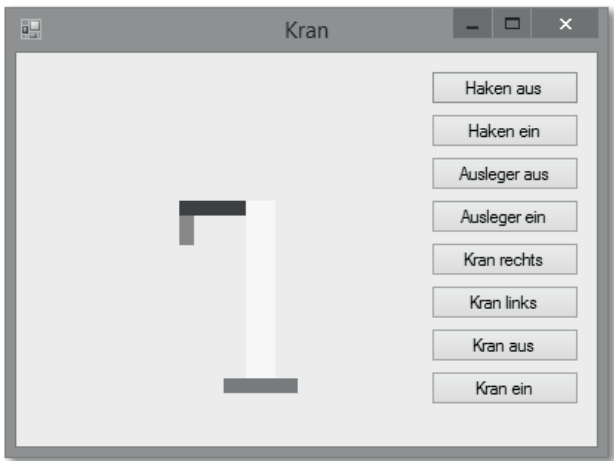 Kran
Haken aus
Haken ein
Ausleger aus
Ausleger ein
Kran rechts
Kran links
Kran aus
Kran ein